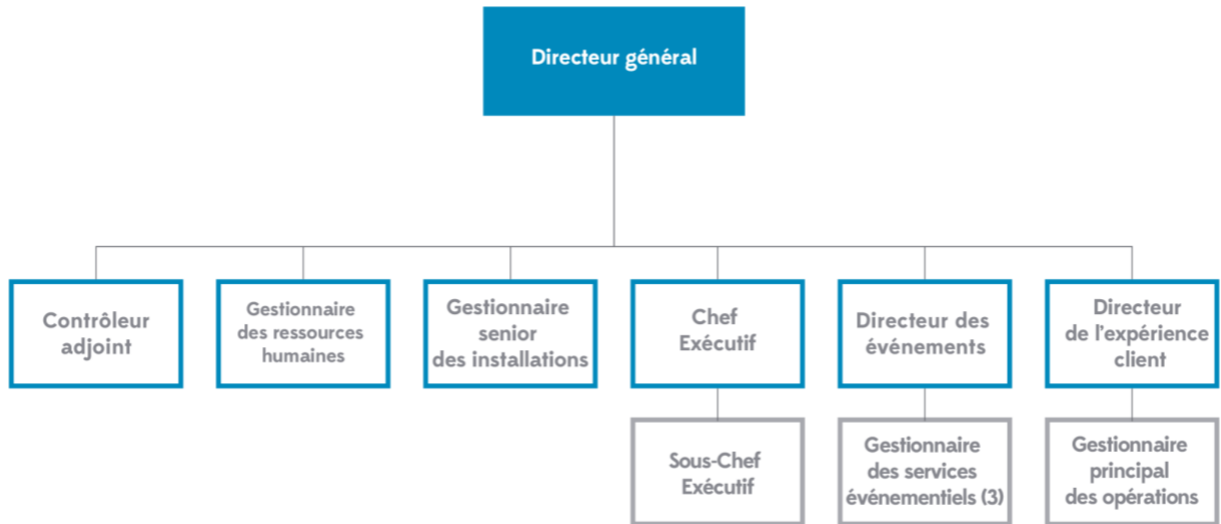 Directeur général
Contrôleur
adjoint
Gestionnaire
des ressources
humaines
Gestionnaire
senior
des installations
Chef
Exécutif
Directeur des
événements
Directeur
de l'expérience
client
Sous-Chef
Exécutif
Gestionnaire
des services
événementiels (3)
Gestionnaire
principal
des opérations